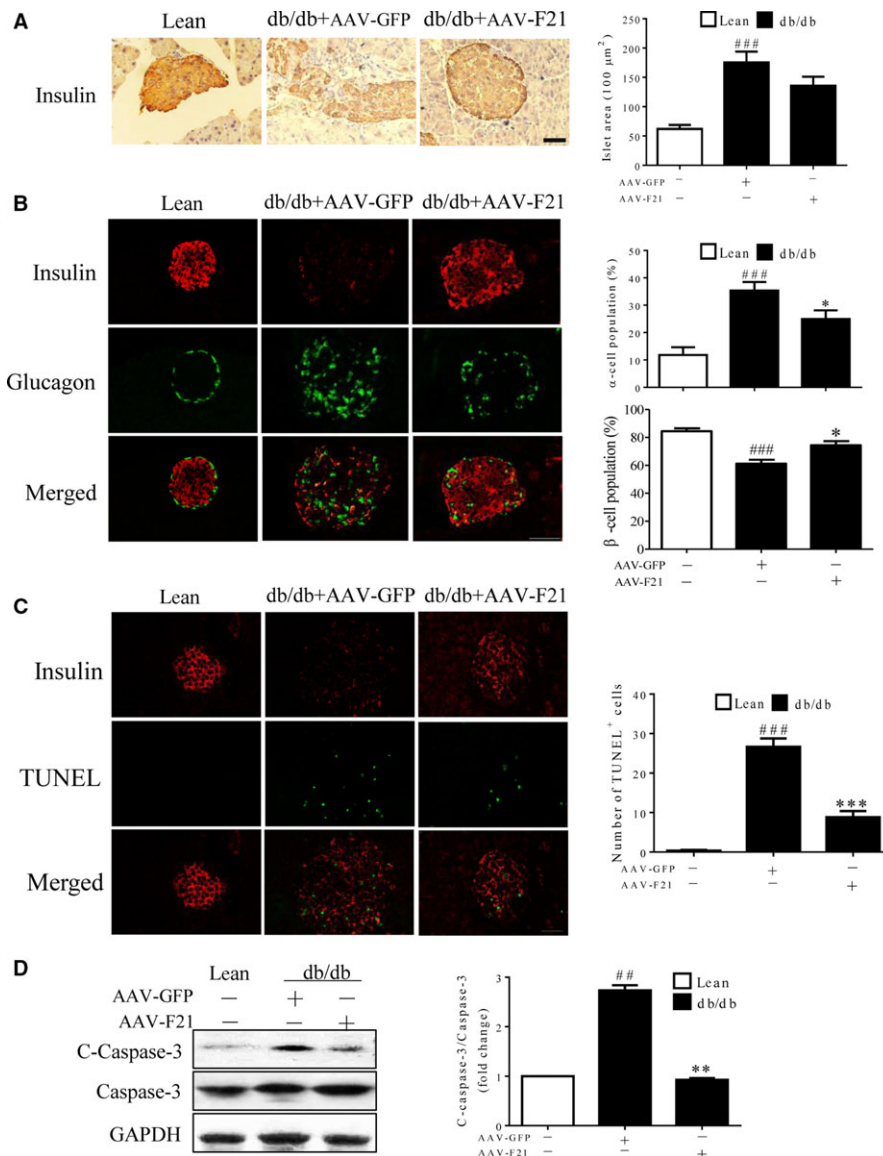 A
Lean db/db+AAV-GFP db/db+AAV-F21
Insulin
Lean db/db
###
Islet area (100 µm²)
250
200
150
100
50
0
AAV-GFP – + –
AAV-F21 – – +
B
Lean db/db+AAV-GFP db/db+AAV-F21
Insulin
Glucagon
Merged
Lean db/db
###
*
α-cell population (%)
50
40
30
20
10
0
###
*
β-cell population (%)
100
80
60
40
20
0
AAV-GFP – + –
AAV-F21 – – +
C
Lean db/db+AAV-GFP db/db+AAV-F21
Insulin
TUNEL
Merged
Lean db/db
###
***
Number of TUNEL⁺ cells
40
30
20
10
0
AAV-GFP – + –
AAV-F21 – – +
D
Lean db/db
AAV-GFP – + –
AAV-F21 – – +
C-Caspase-3
Caspase-3
GAPDH
Lean
db/db
##
**
C-caspase-3/Caspase-3
(fold change)
3
2
1
0
AAV-GFP – + –
AAV-F21 – – +